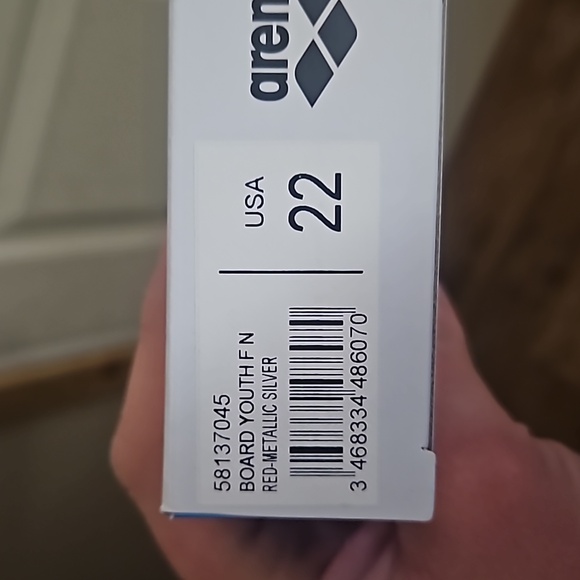 aren
58137045
BOARD YOUTH F N
RED-METALLIC SILVER
3 468334 486070
USA
22